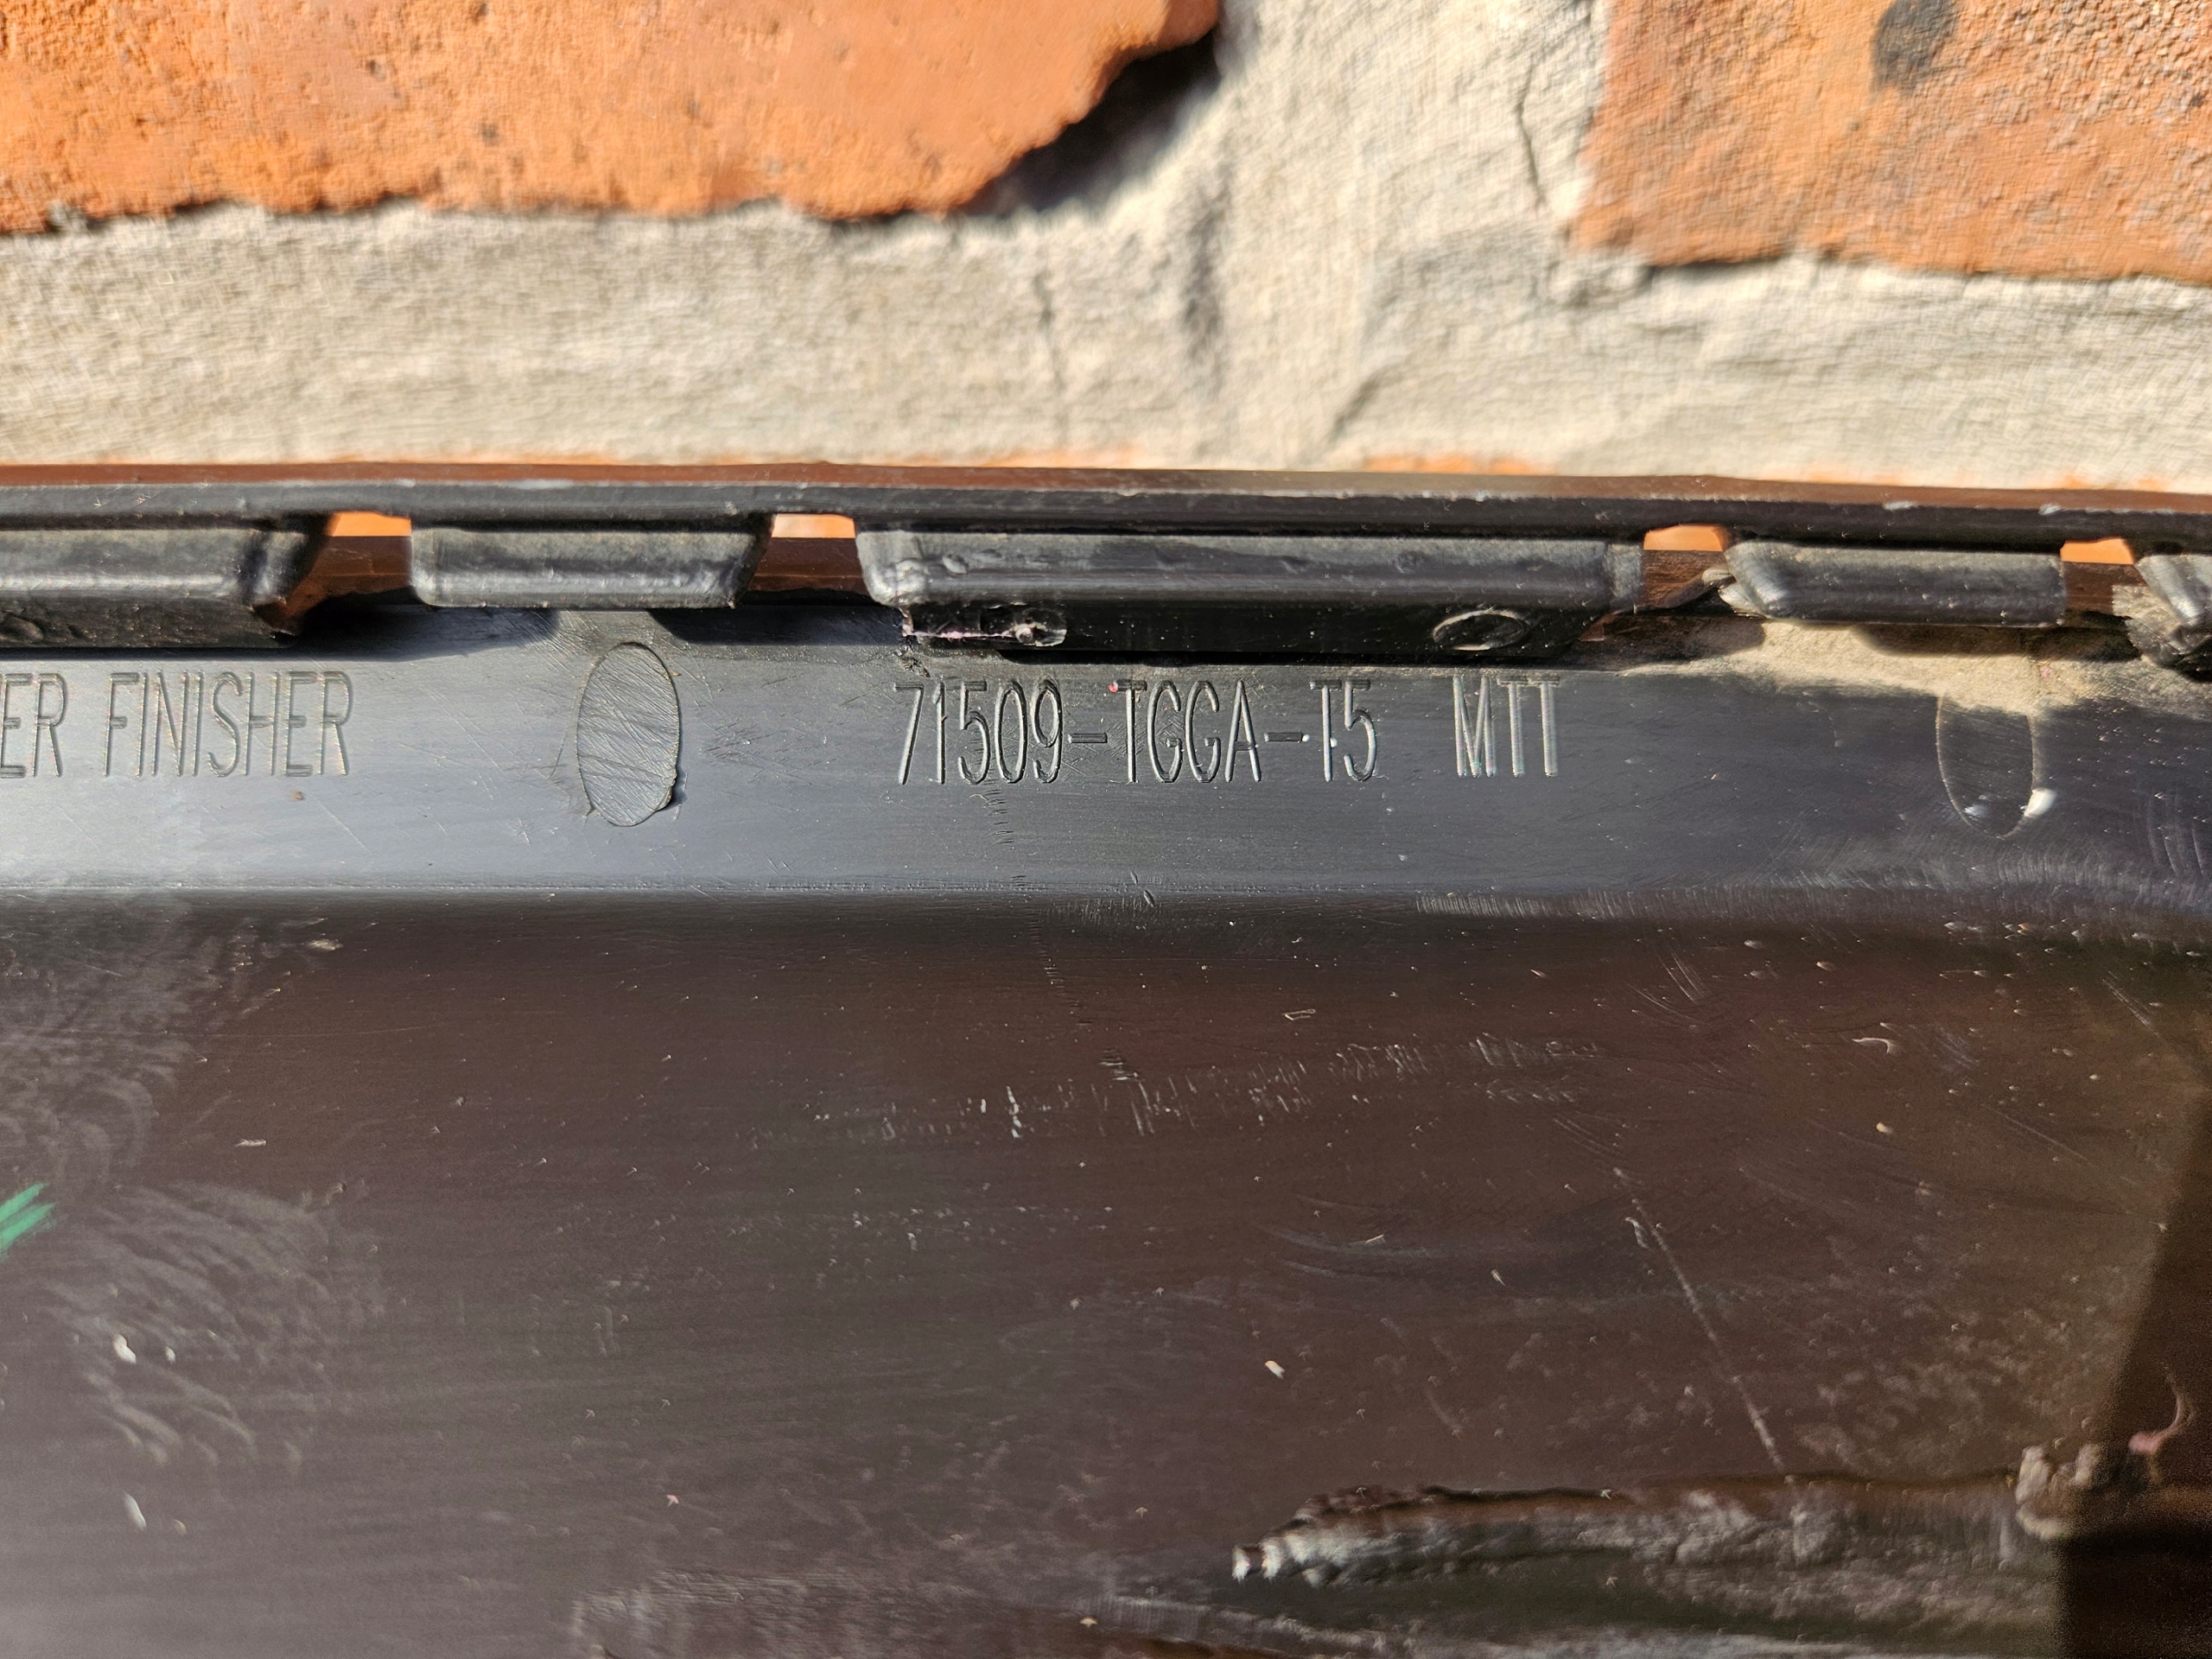 ER FINISHER 71509-TGGA-T5 MTT